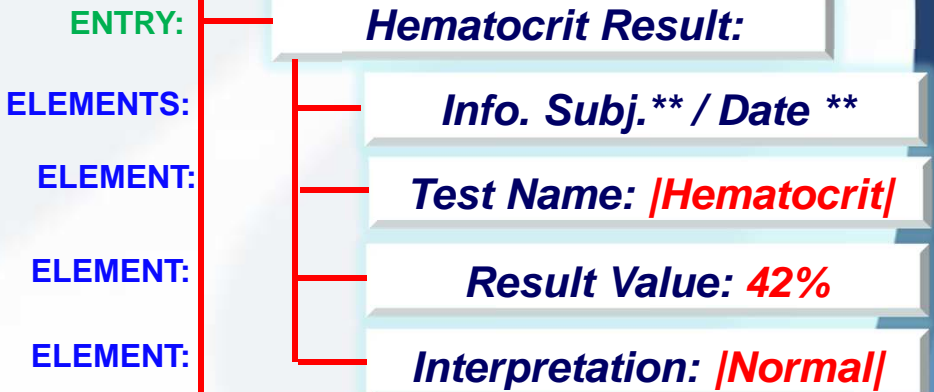 ENTRY: Hematocrit Result:
ELEMENTS: Info. Subj.** / Date **
ELEMENT: Test Name: |Hematocrit|
ELEMENT: Result Value: 42%
ELEMENT: Interpretation: |Normal|